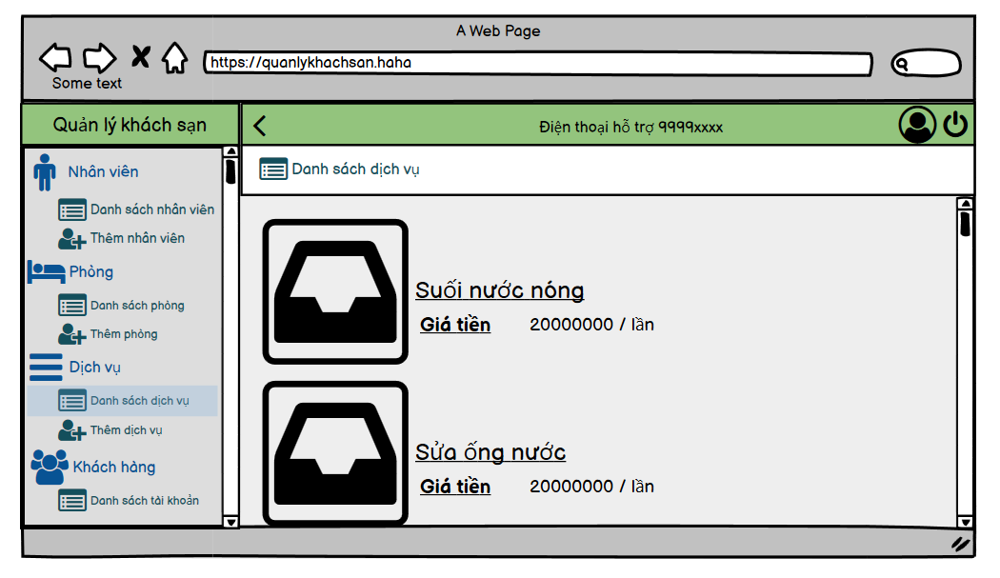 A Web Page
Some text
https://quanlykhachsan.haha
Quản lý khách sạn
Điện thoại hỗ trợ 9999xxxx
Nhân viên
Danh sách nhân viên
Thêm nhân viên
Phòng
Danh sách phòng
Thêm phòng
Dịch vụ
Danh sách dịch vụ
Thêm dịch vụ
Khách hàng
Danh sách tài khoản
Danh sách dịch vụ
Suối nước nóng
Giá tiền 20000000 / lần
Sửa ống nước
Giá tiền 20000000 / lần